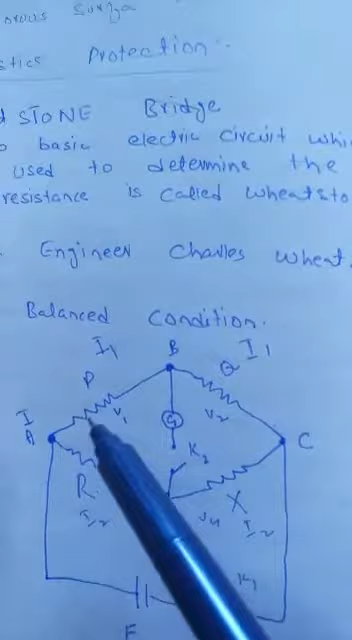 Protection
STONE Bridge
basic electric circuit whi
used to determine the
resistance is called wheatsto
Engineer Charles wheat.
Balanced Condition.
B
I1 I1
P Q
I
A V1 G V2 C
K2
R X
I2 V4 I2
K1
E